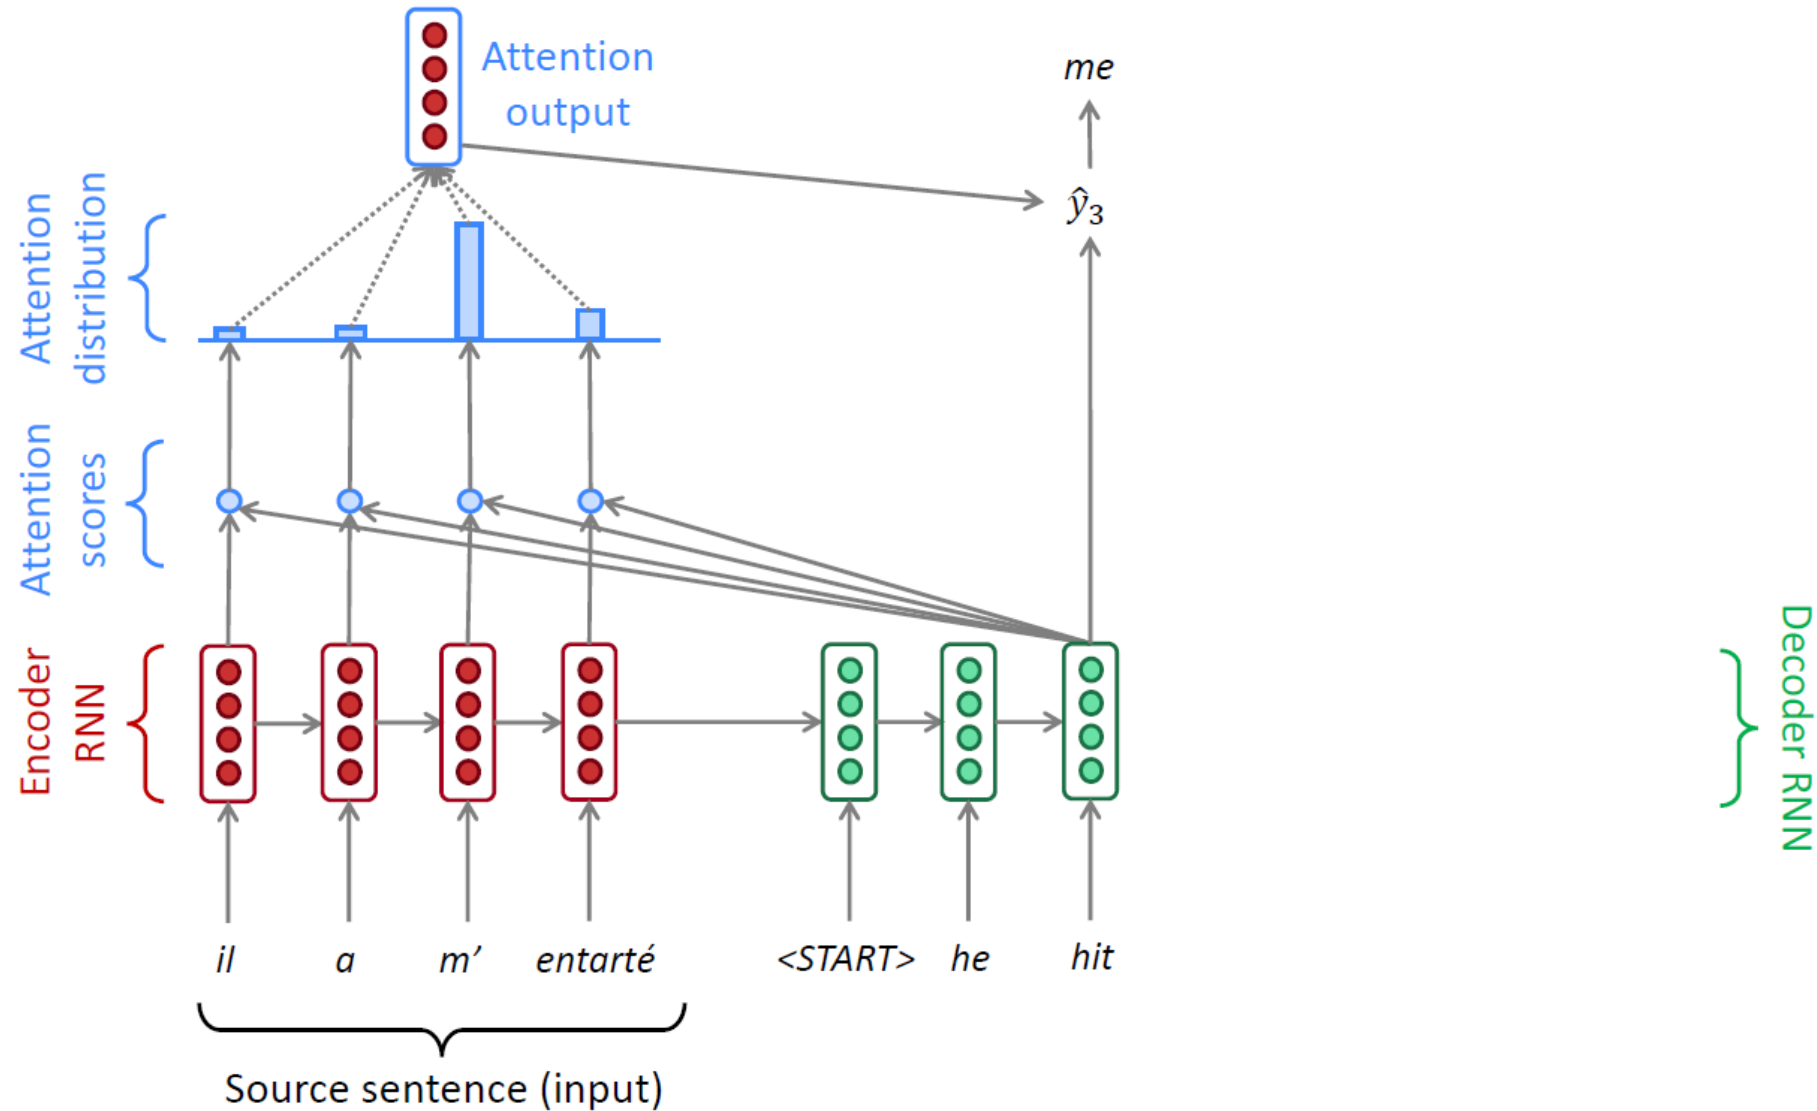 Attention
output
me
Attention
distribution
ŷ₃
Attention
scores
Encoder
RNN
Decoder RNN
il a m’ entarté <START> he hit
Source sentence (input)